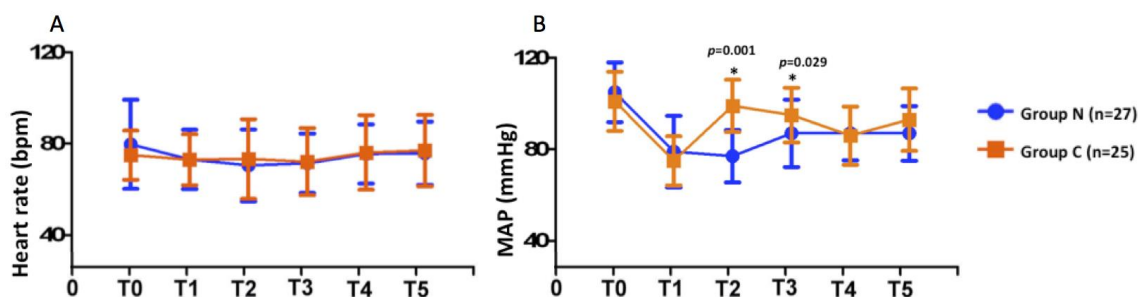 A
Heart rate (bpm)
120
80
40
0 T0 T1 T2 T3 T4 T5
B
MAP (mmHg)
120
80
40
0 T0 T1 T2 T3 T4 T5
p=0.001
*
p=0.029
*
Group N (n=27)
Group C (n=25)